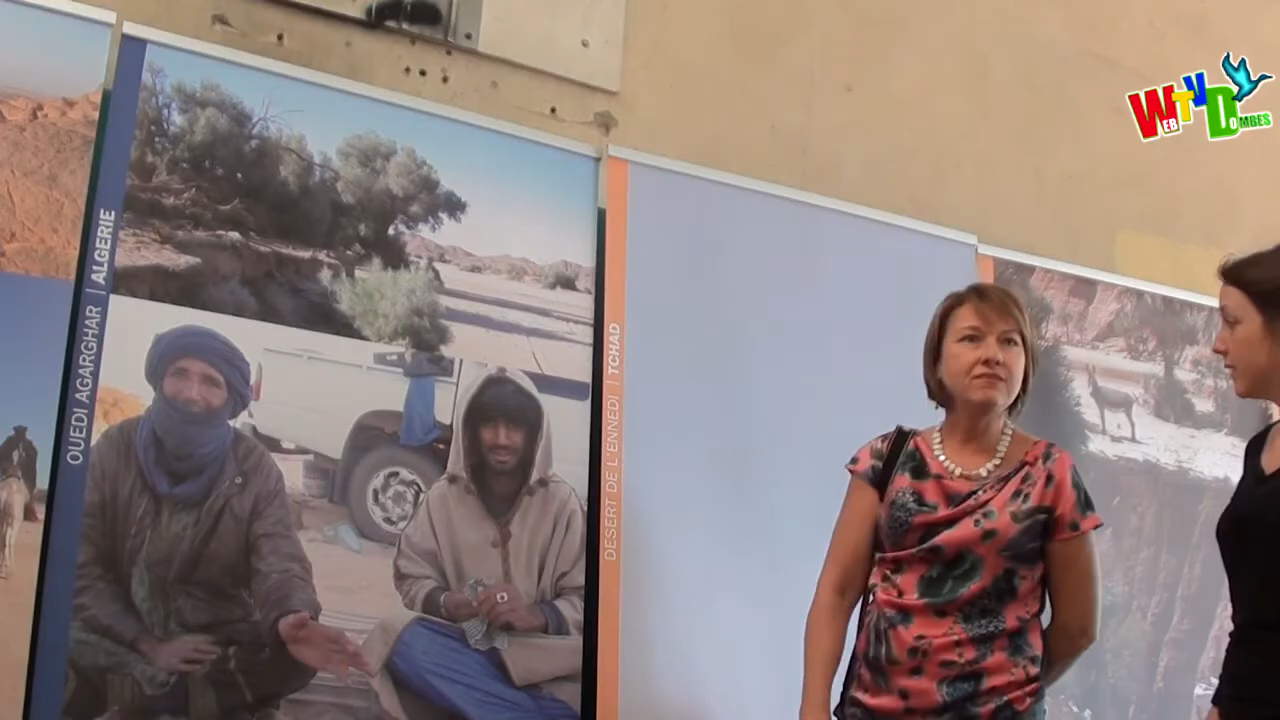 OUEDI AGARGHAR | ALGERIE
DESERT DE L'ENNEDI | TCHAD
WEB TV DOMBES